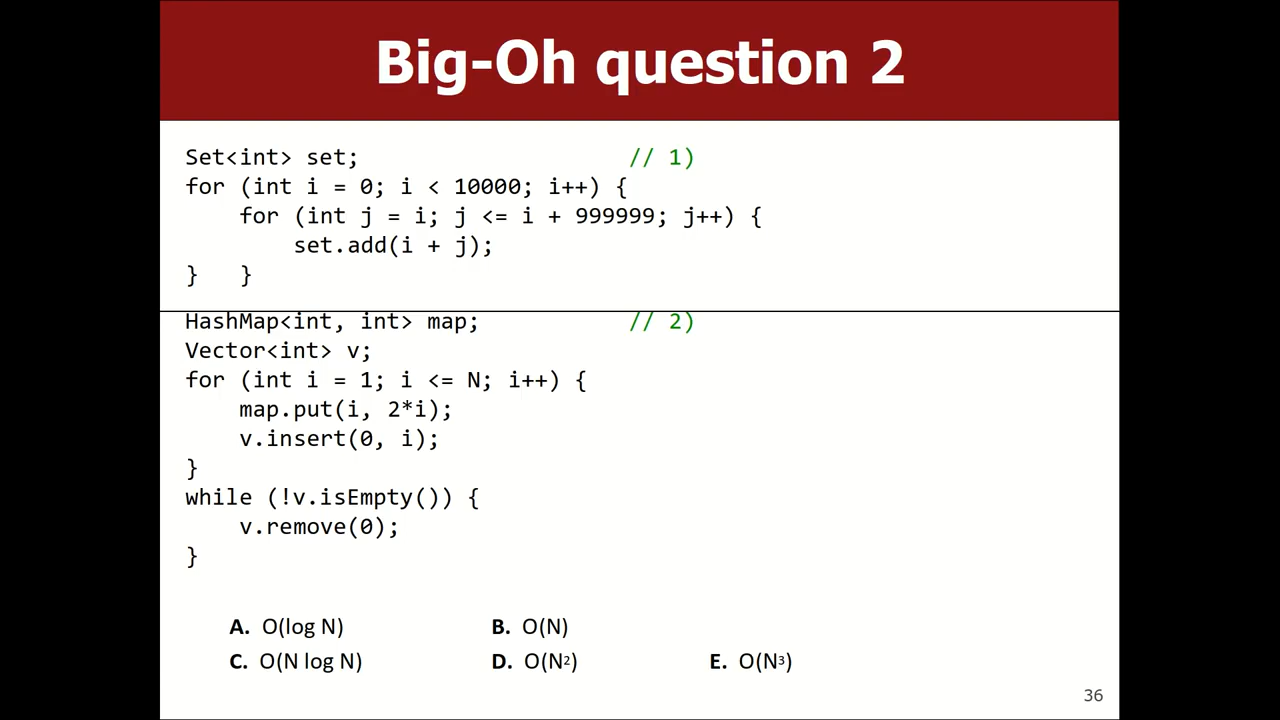 Big-Oh question 2
Set<int> set; // 1)
for (int i = 0; i < 10000; i++) {
for (int j = i; j <= i + 999999; j++) {
set.add(i + j);
} }
HashMap<int, int> map; // 2)
Vector<int> v;
for (int i = 1; i <= N; i++) {
map.put(i, 2*i);
v.insert(0, i);
}
while (!v.isEmpty()) {
v.remove(0);
}
A. O(log N) B. O(N)
C. O(N log N) D. O(N²) E. O(N³)
36